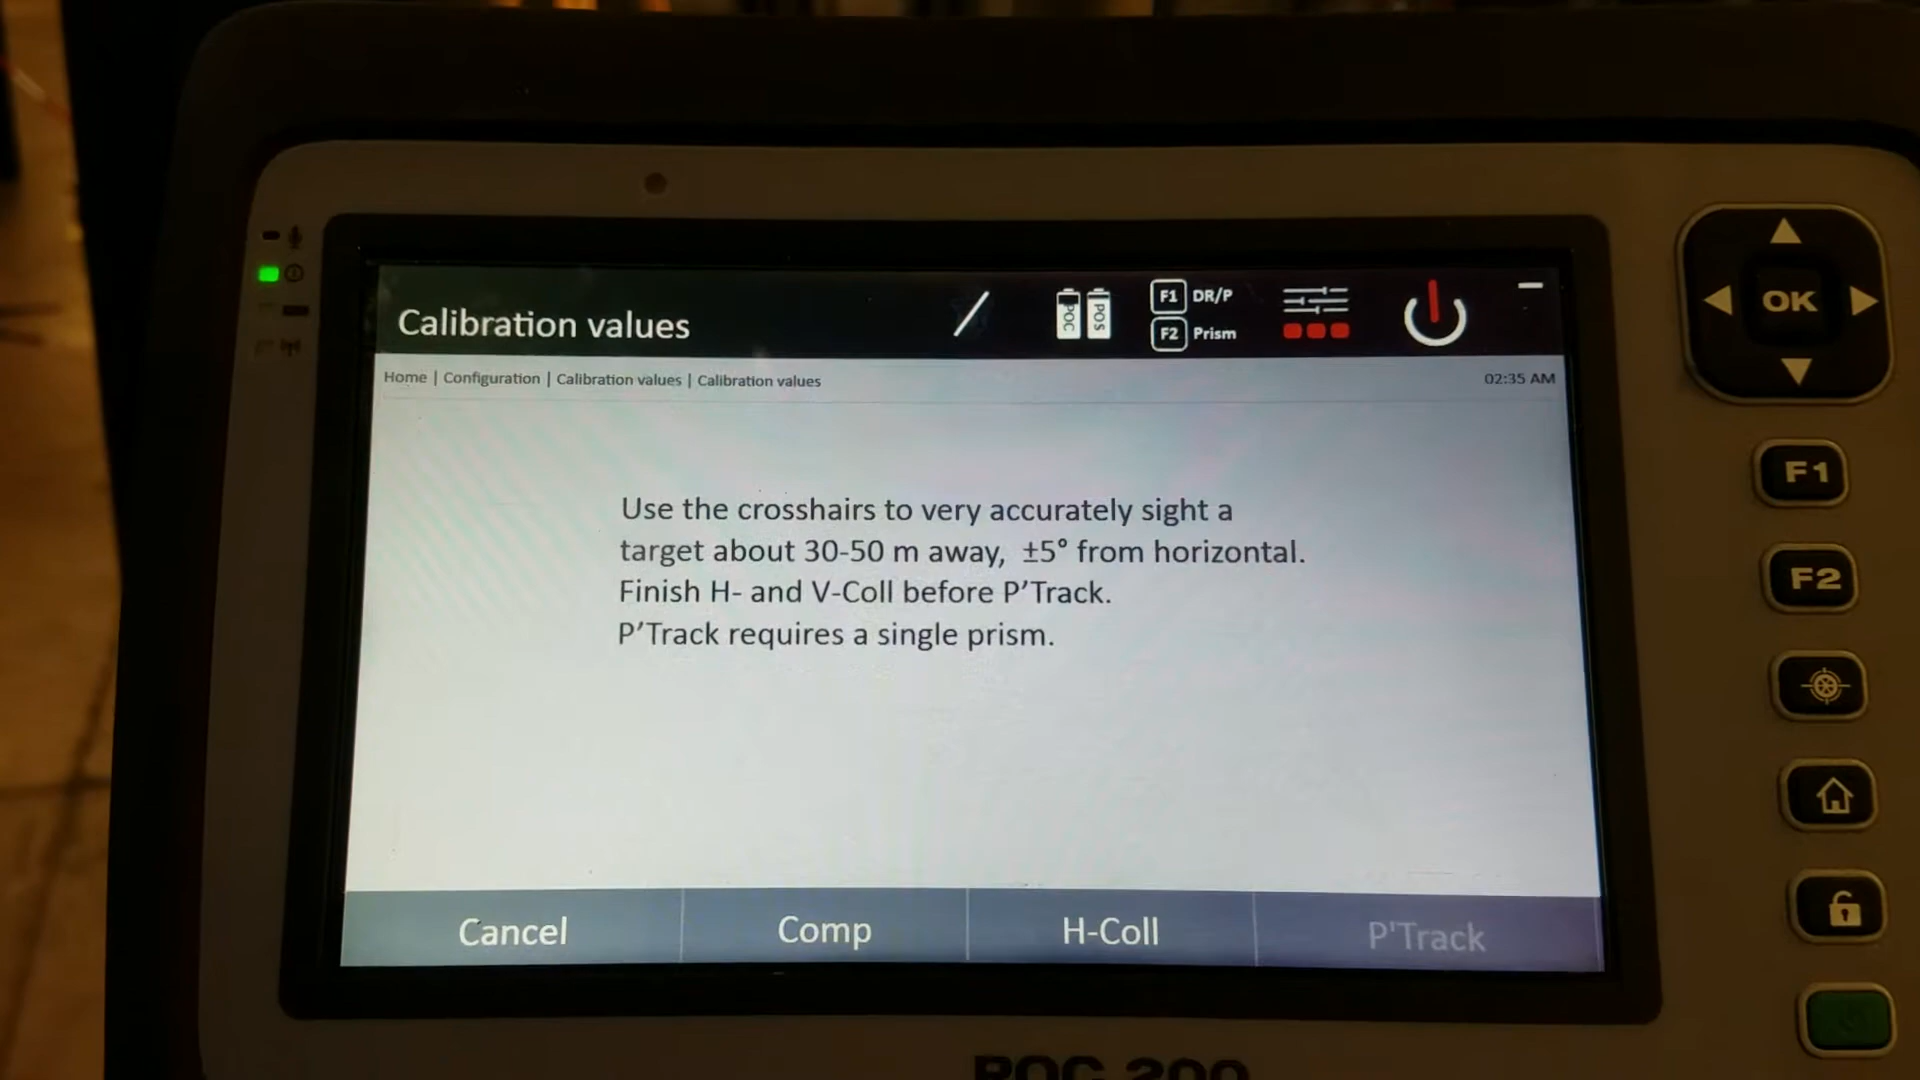 Calibration values
POC
POS
F1 DR/P
F2 Prism
Home | Configuration | Calibration values | Calibration values
02:35 AM
Use the crosshairs to very accurately sight a
target about 30-50 m away, ±5° from horizontal.
Finish H- and V-Coll before P'Track.
P'Track requires a single prism.
Cancel
Comp
H-Coll
P'Track
OK
F1
F2
POC 200